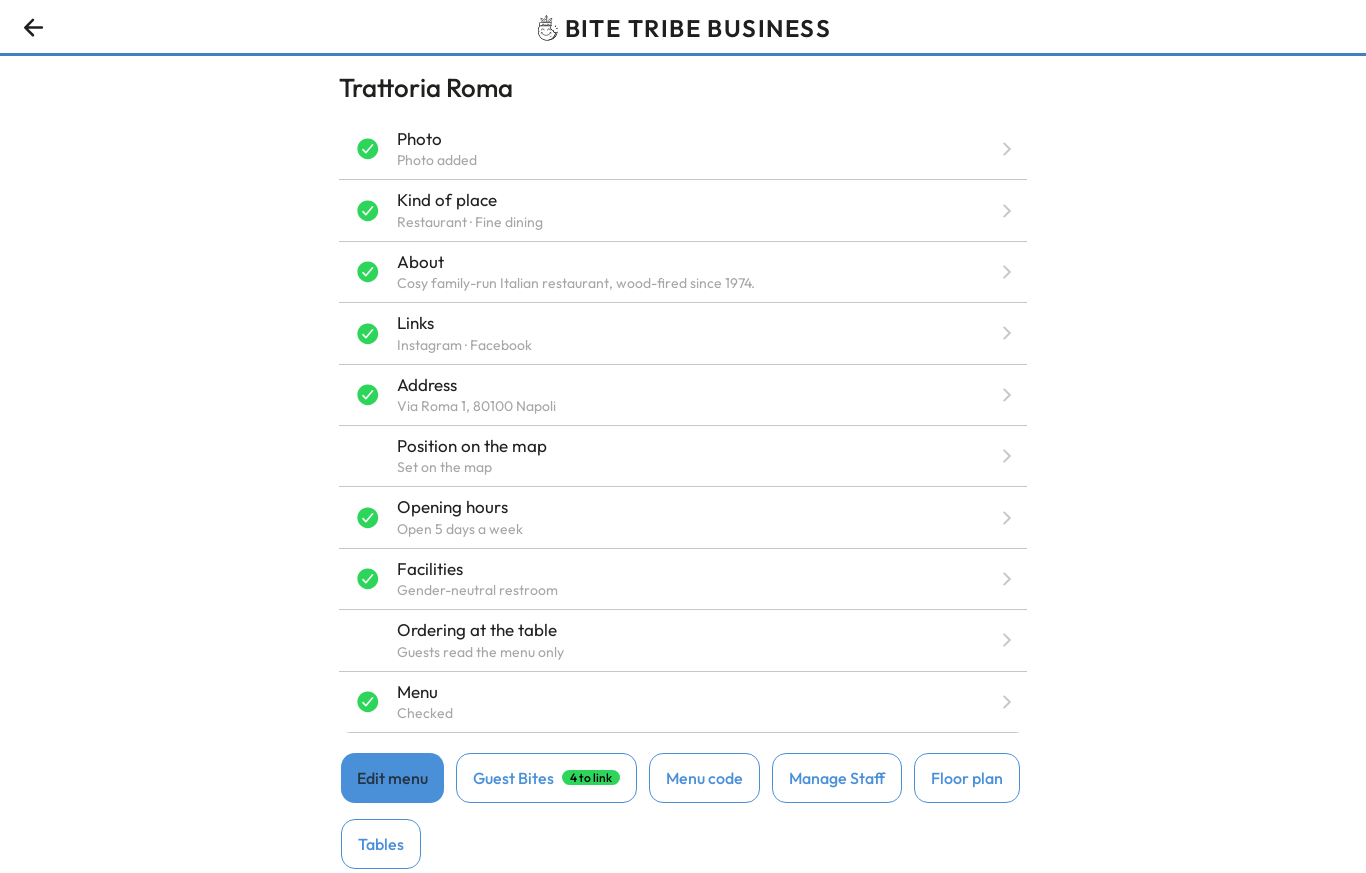 BITE TRIBE BUSINESS
Trattoria Roma
Photo
Photo added
Kind of place
Restaurant · Fine dining
About
Cosy family-run Italian restaurant, wood-fired since 1974.
Links
Instagram · Facebook
Address
Via Roma 1, 80100 Napoli
Position on the map
Set on the map
Opening hours
Open 5 days a week
Facilities
Gender-neutral restroom
Ordering at the table
Guests read the menu only
Menu
Checked
Edit menu
Guest Bites 4 to link
Menu code
Manage Staff
Floor plan
Tables